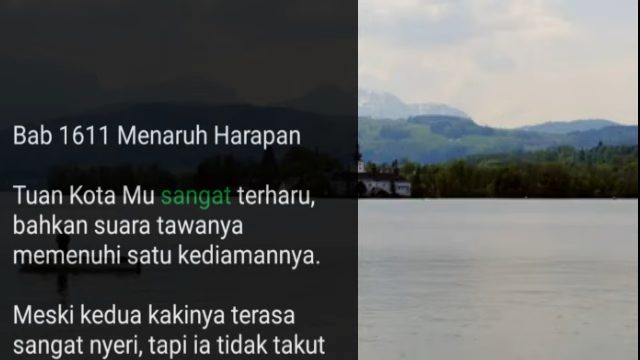 Bab 1611 Menaruh Harapan
Tuan Kota Mu sangat terharu,
bahkan suara tawanya
memenuhi satu kediamannya.
Meski kedua kakinya terasa
sangat nyeri, tapi ia tidak takut